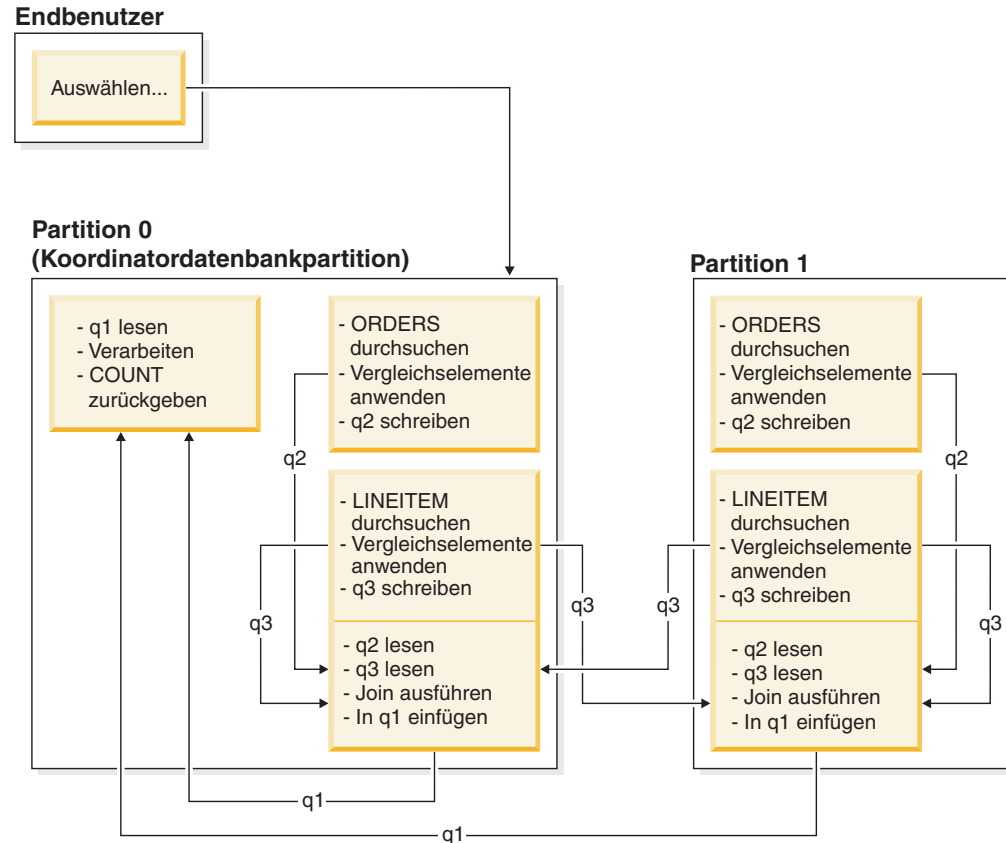 Endbenutzer
Auswählen...
Partition 0
(Koordinatordatenbankpartition)
- q1 lesen
- Verarbeiten
- COUNT
zurückgeben
- ORDERS
durchsuchen
- Vergleichselemente
anwenden
- q2 schreiben
q2
- LINEITEM
durchsuchen
- Vergleichselemente
anwenden
- q3 schreiben
q3
q3
- q2 lesen
- q3 lesen
- Join ausführen
- In q1 einfügen
q1
Partition 1
- ORDERS
durchsuchen
- Vergleichselemente
anwenden
- q2 schreiben
q2
- LINEITEM
durchsuchen
- Vergleichselemente
anwenden
- q3 schreiben
q3
q3
- q2 lesen
- q3 lesen
- Join ausführen
- In q1 einfügen
q1